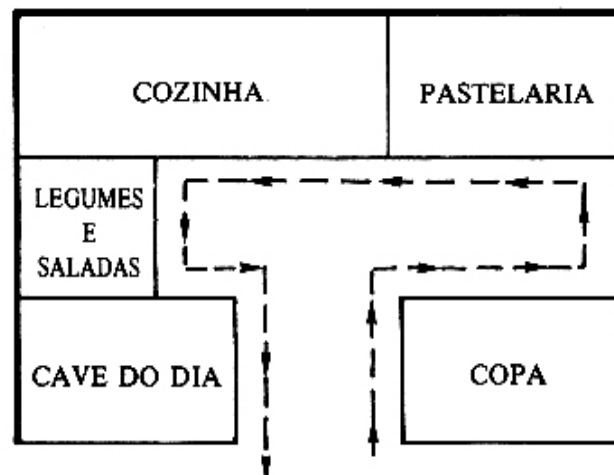 COZINHA
PASTELARIA
LEGUMES
E
SALADAS
CAVE DO DIA
COPA